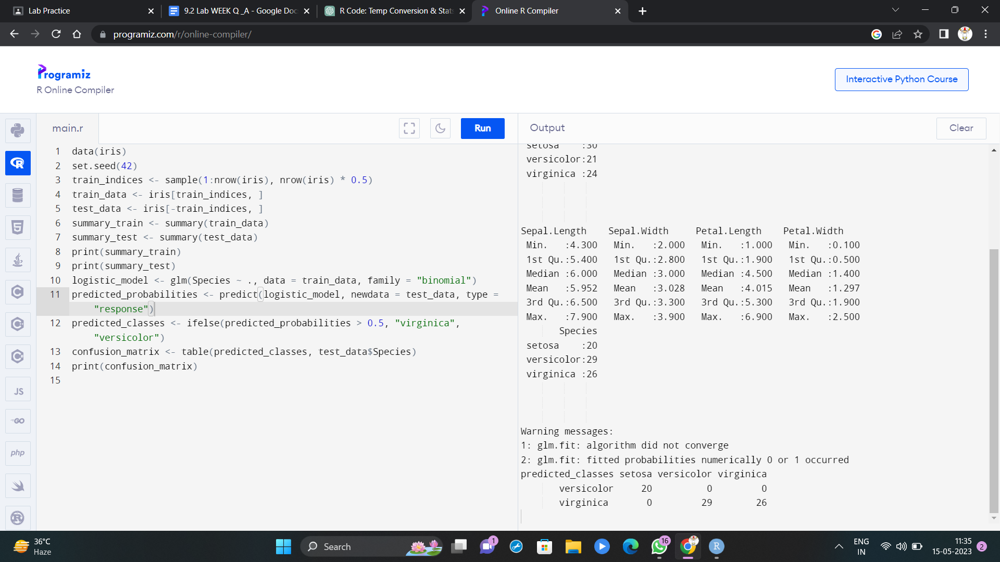 Lab Practice
9.2 Lab WEEK Q _A - Google Doc
R Code: Temp Conversion & Stats
Online R Compiler
programiz.com/r/online-compiler/
Programiz
R Online Compiler
Interactive Python Course
main.r
Run
Output
Clear
1 data(iris)
2 set.seed(42)
3 train_indices <- sample(1:nrow(iris), nrow(iris) * 0.5)
4 train_data <- iris[train_indices, ]
5 test_data <- iris[-train_indices, ]
6 summary_train <- summary(train_data)
7 summary_test <- summary(test_data)
8 print(summary_train)
9 print(summary_test)
10 logistic_model <- glm(Species ~ ., data = train_data, family = "binomial")
11 predicted_probabilities <- predict(logistic_model, newdata = test_data, type =
"response")
12 predicted_classes <- ifelse(predicted_probabilities > 0.5, "virginica",
"versicolor")
13 confusion_matrix <- table(predicted_classes, test_data$Species)
14 print(confusion_matrix)
15
setosa :30
versicolor:21
virginica :24
Sepal.Length Sepal.Width Petal.Length Petal.Width
Min. :4.300 Min. :2.000 Min. :1.000 Min. :0.100
1st Qu.:5.400 1st Qu.:2.800 1st Qu.:1.900 1st Qu.:0.500
Median :6.000 Median :3.000 Median :4.500 Median :1.400
Mean :5.952 Mean :3.028 Mean :4.015 Mean :1.297
3rd Qu.:6.500 3rd Qu.:3.300 3rd Qu.:5.300 3rd Qu.:1.900
Max. :7.900 Max. :3.900 Max. :6.900 Max. :2.500
Species
setosa :20
versicolor:29
virginica :26
Warning messages:
1: glm.fit: algorithm did not converge
2: glm.fit: fitted probabilities numerically 0 or 1 occurred
predicted_classes setosa versicolor virginica
versicolor 20 0 0
virginica 0 29 26
JS
GO
php
36°C
Haze
Search
1
16
R
ENG
IN
11:35
15-05-2023
2